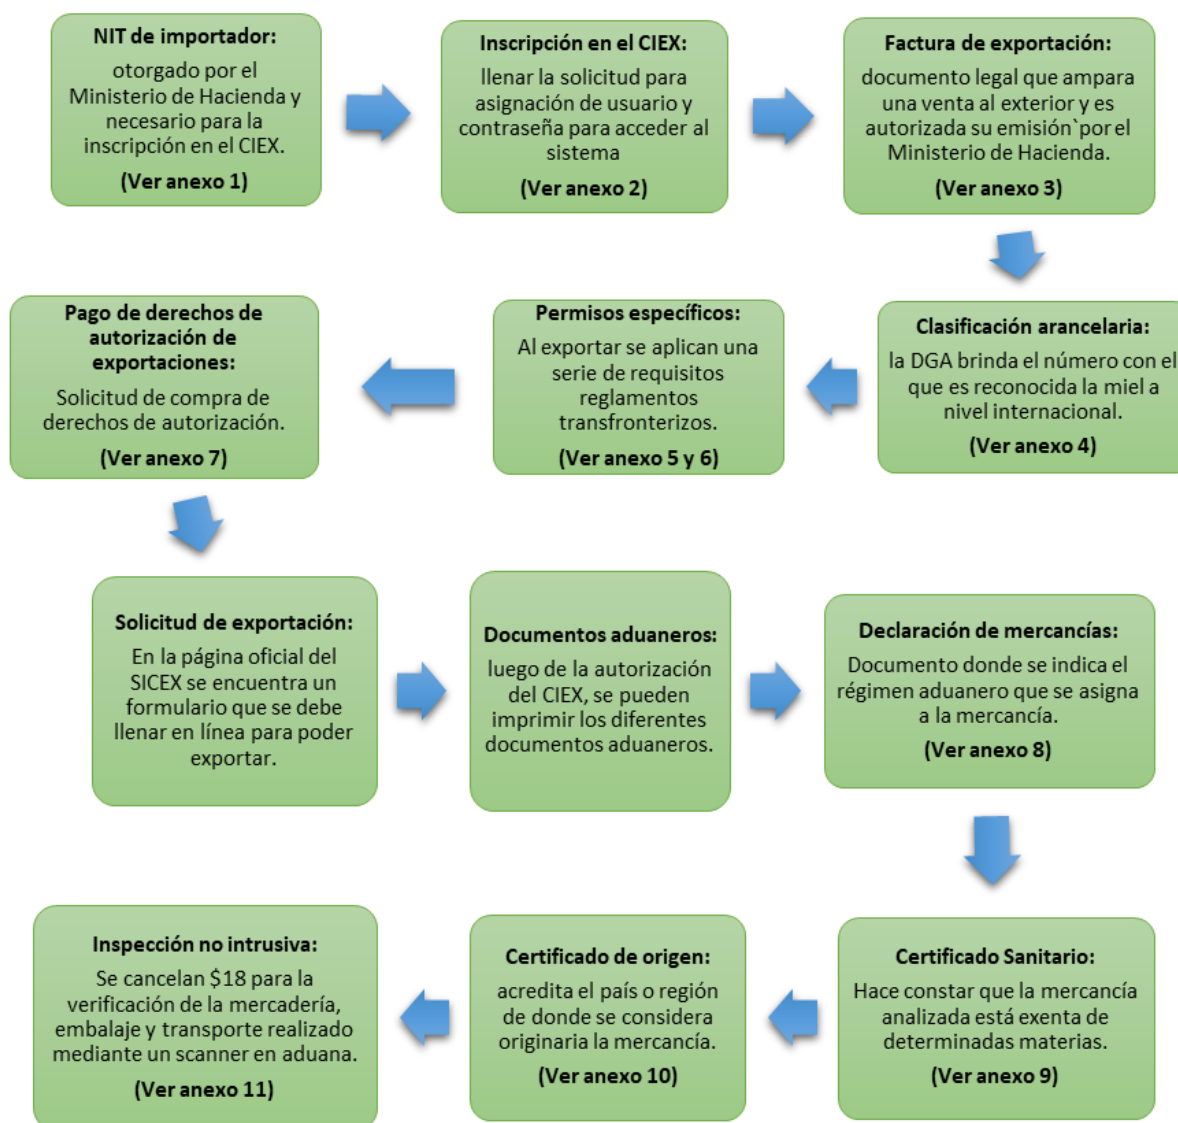 NIT de importador:
otorgado por el
Ministerio de Hacienda y
necesario para la
inscripción en el CIEX.
(Ver anexo 1)
Inscripción en el CIEX:
llenar la solicitud para
asignación de usuario y
contraseña para acceder al
sistema
(Ver anexo 2)
Factura de exportación:
documento legal que ampara
una venta al exterior y es
autorizada su emisión`por el
Ministerio de Hacienda.
(Ver anexo 3)
Clasificación arancelaria:
la DGA brinda el número con el
que es reconocida la miel a
nivel internacional.
(Ver anexo 4)
Permisos específicos:
Al exportar se aplican una
serie de requisitos
reglamentos
transfronterizos.
(Ver anexo 5 y 6)
Pago de derechos de
autorización de
exportaciones:
Solicitud de compra de
derechos de autorización.
(Ver anexo 7)
Solicitud de exportación:
En la página oficial del
SICEX se encuentra un
formulario que se debe
llenar en línea para poder
exportar.
Documentos aduaneros:
luego de la autorización
del CIEX, se pueden
imprimir los diferentes
documentos aduaneros.
Declaración de mercancías:
Documento donde se indica el
régimen aduanero que se asigna
a la mercancía.
(Ver anexo 8)
Certificado Sanitario:
Hace constar que la mercancía
analizada está exenta de
determinadas materias.
(Ver anexo 9)
Certificado de origen:
acredita el país o región
de donde se considera
originaria la mercancía.
(Ver anexo 10)
Inspección no intrusiva:
Se cancelan $18 para la
verificación de la mercadería,
embalaje y transporte realizado
mediante un scanner en aduana.
(Ver anexo 11)